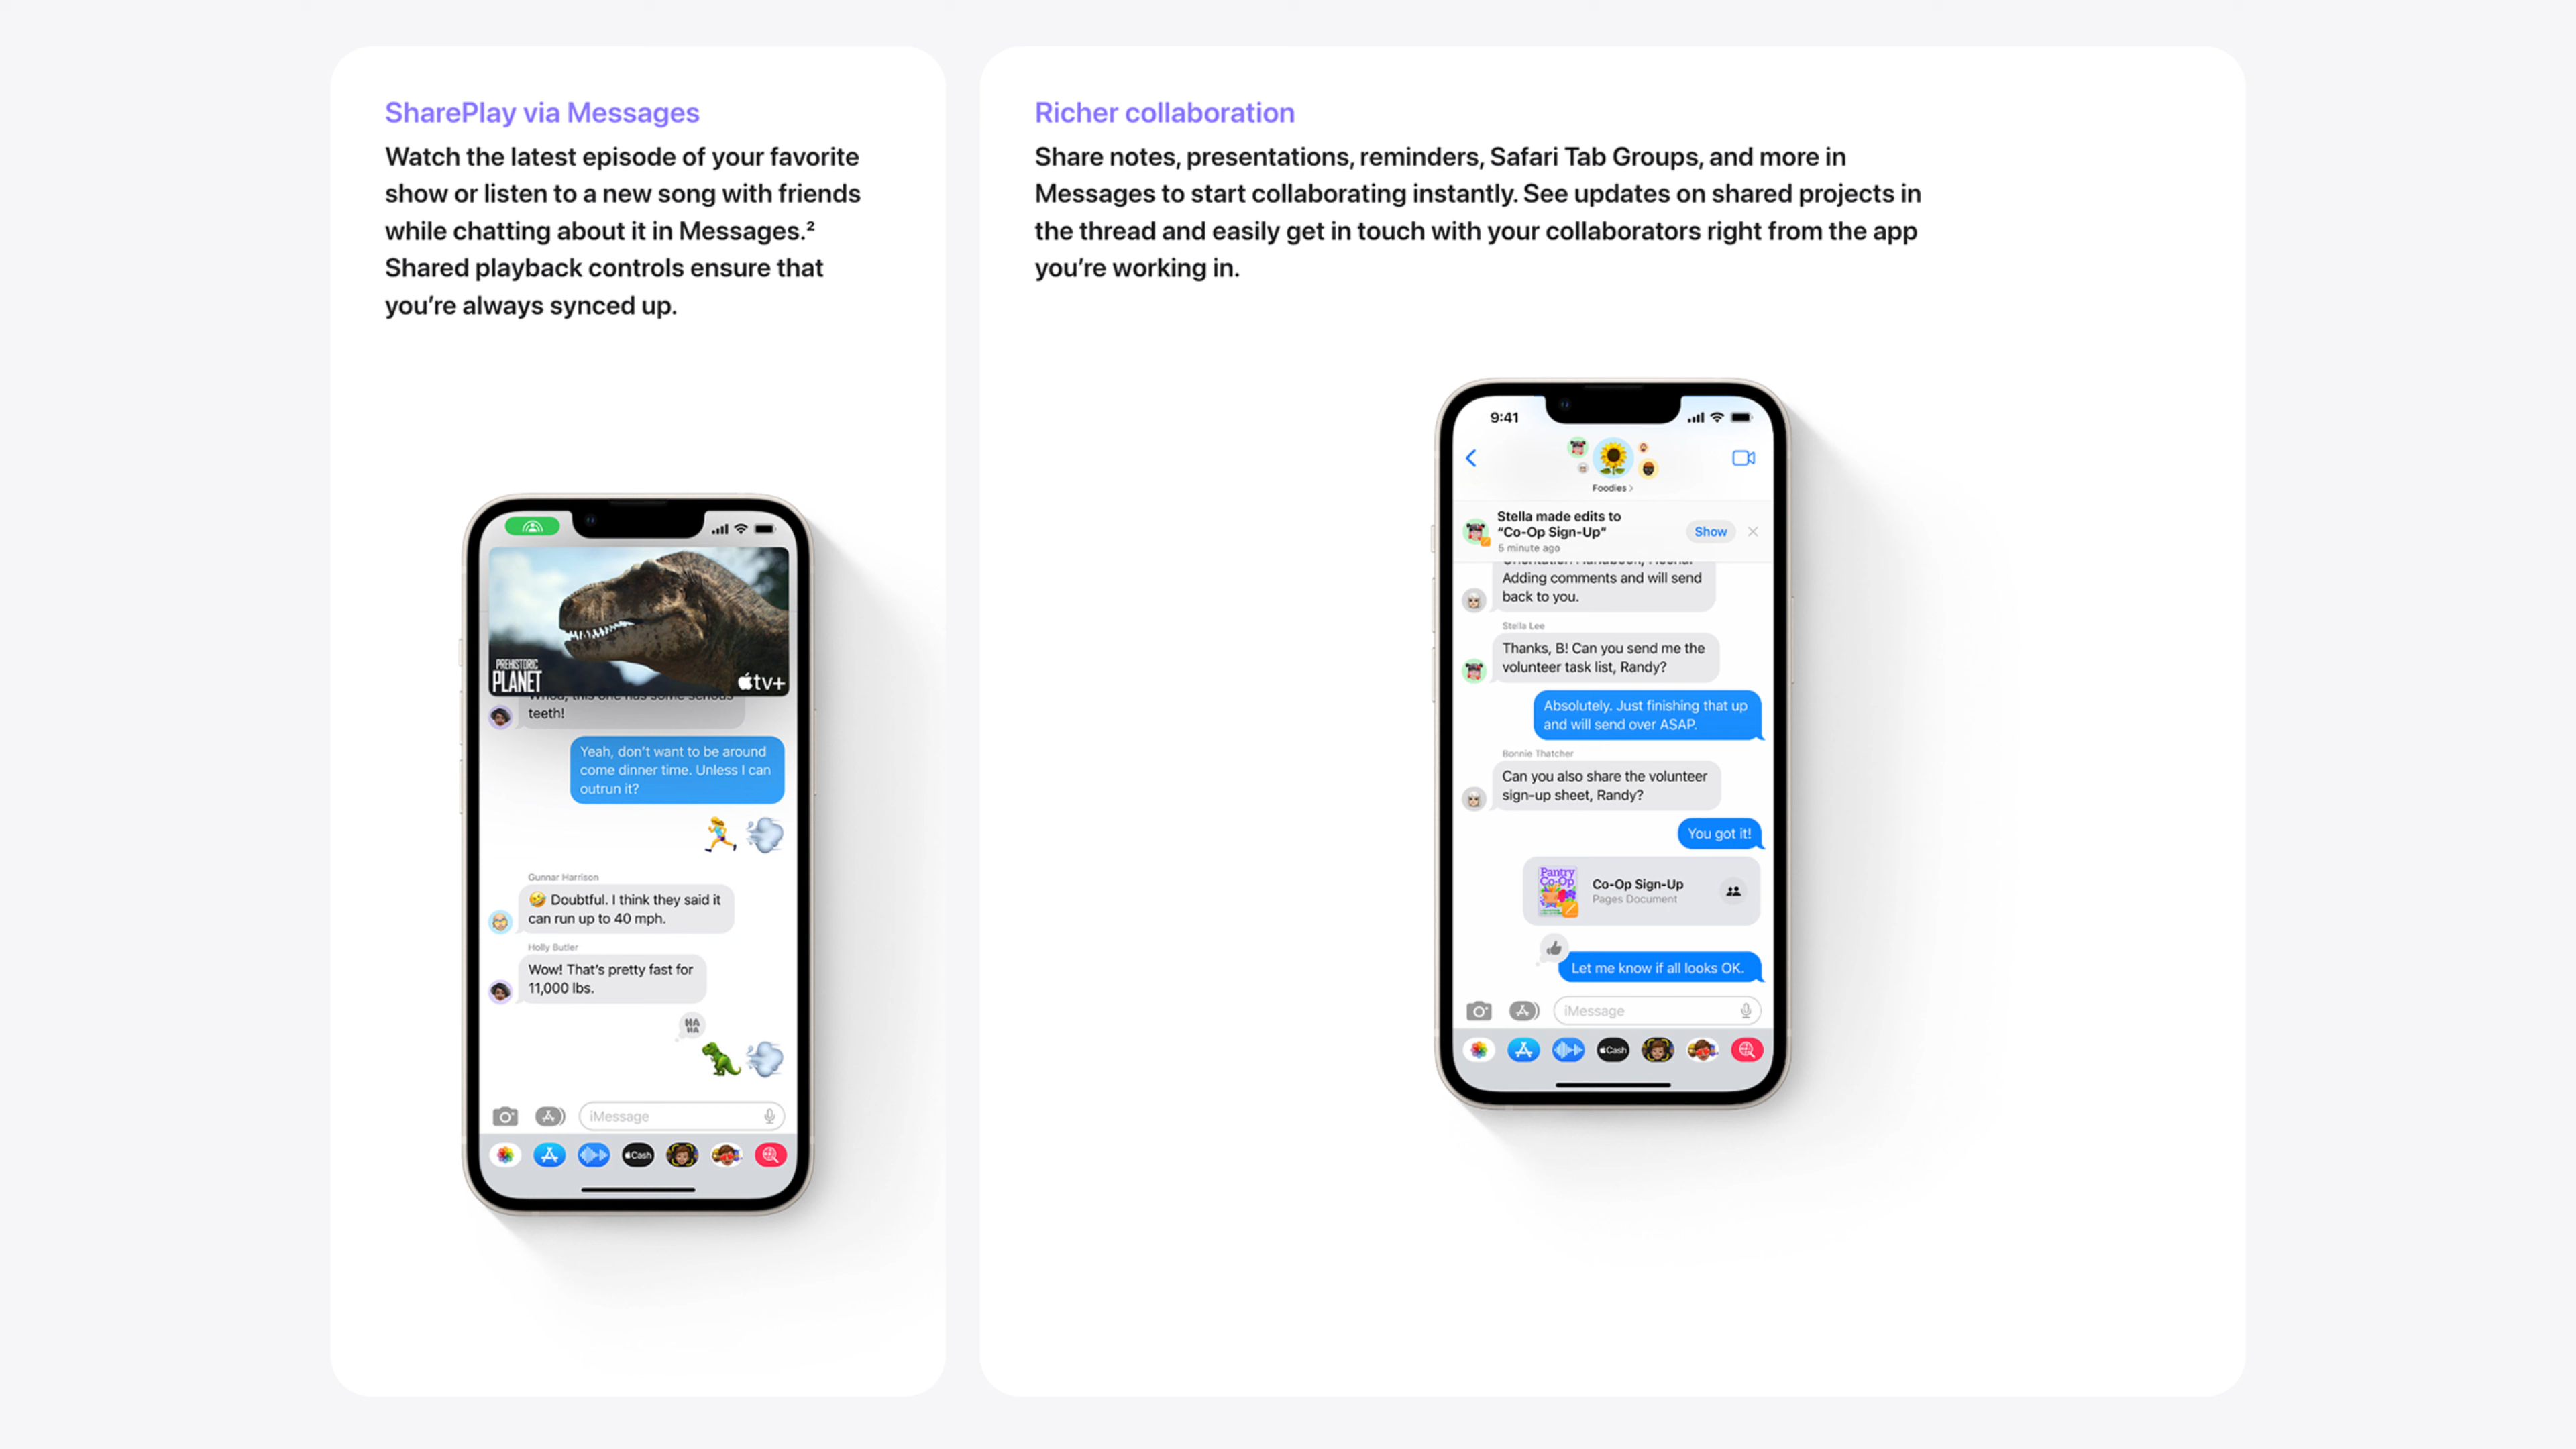 SharePlay via Messages
Watch the latest episode of your favorite
show or listen to a new song with friends
while chatting about it in Messages.²
Shared playback controls ensure that
you’re always synced up.
PREHISTORIC
PLANET
tv+
teeth!
Yeah, don’t want to be around
come dinner time. Unless I can
outrun it?
Gunnar Harrison
🤣 Doubtful. I think they said it
can run up to 40 mph.
Holly Butler
Wow! That’s pretty fast for
11,000 lbs.
HA
HA
iMessage
Cash
Richer collaboration
Share notes, presentations, reminders, Safari Tab Groups, and more in
Messages to start collaborating instantly. See updates on shared projects in
the thread and easily get in touch with your collaborators right from the app
you’re working in.
9:41
Foodies >
Stella made edits to
“Co-Op Sign-Up”
5 minute ago
Show
Adding comments and will send
back to you.
Stella Lee
Thanks, B! Can you send me the
volunteer task list, Randy?
Absolutely. Just finishing that up
and will send over ASAP.
Bonnie Thatcher
Can you also share the volunteer
sign-up sheet, Randy?
You got it!
Pantry
Co-Op
Co-Op Sign-Up
Pages Document
Let me know if all looks OK.
iMessage
Cash